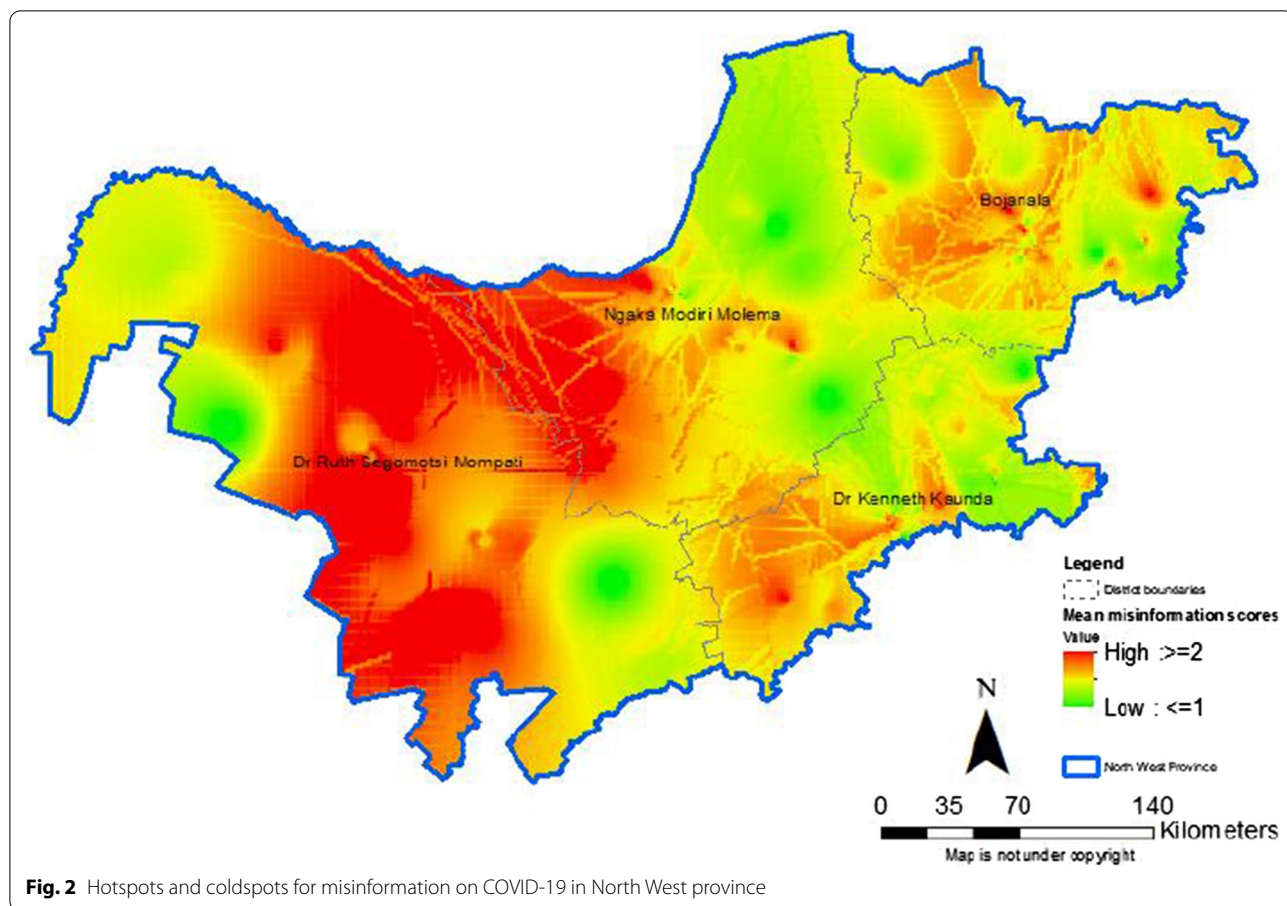 Bojanala
Ngaka Modiri Molema
Dr Ruth Segomotsi Mompati
Dr Kenneth Kaunda
Legend
District boundaries
Mean misinformation scores
Value
High :>=2
Low : <=1
N
North West Province
0 35 70 140
Kilometers
Map is not under copyright
Fig. 2 Hotspots and coldspots for misinformation on COVID-19 in North West province